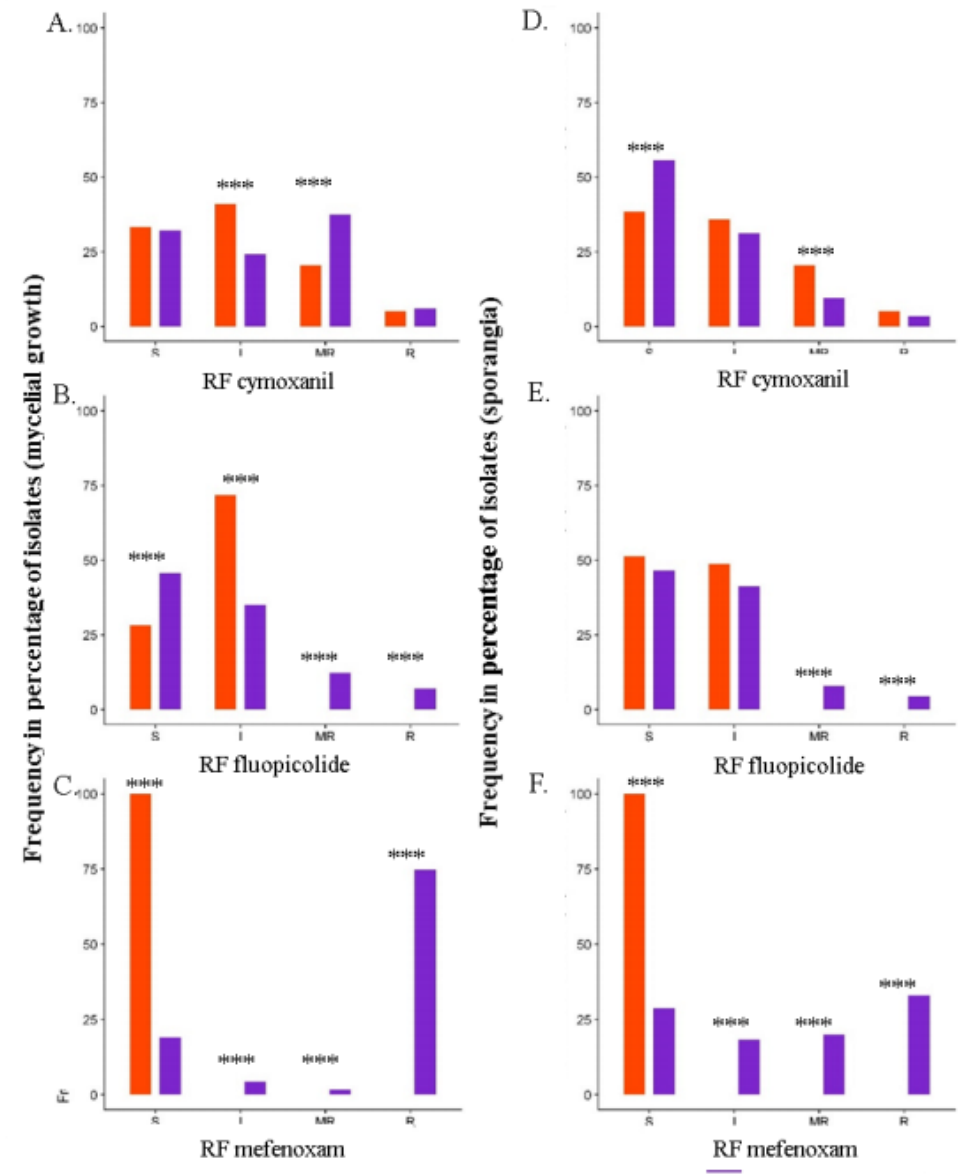 A.
100
75
50
25
0
*** ***
S I MR R
RF cymoxanil
D.
100
75
50
25
0
***
***
RF cymoxanil
B.
100
75
50
25
0
***
***
*** ***
S I MR R
RF fluopicolide
E.
100
75
50
25
0
*** ***
S I MR R
RF fluopicolide
C.
100
75
50
25
0
***
***
*** ***
S I MR R
RF mefenoxam
F.
100
75
50
25
0
***
***
*** ***
S I MR R
RF mefenoxam
Frequency in percentage of isolates (mycelial growth)
Frequency in percentage of isolates (sporangia)
Fr